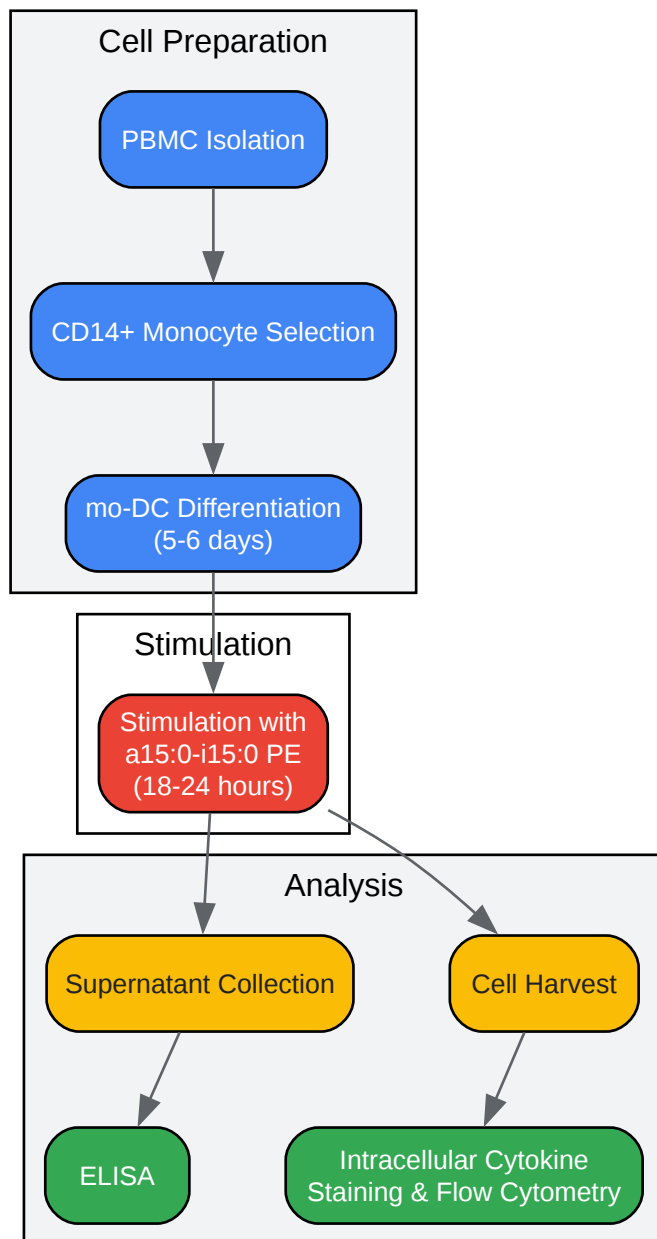 Cell Preparation
PBMC Isolation
CD14+ Monocyte Selection
mo-DC Differentiation
(5-6 days)
Stimulation
Stimulation with
a15:0-i15:0 PE
(18-24 hours)
Analysis
Supernatant Collection
Cell Harvest
ELISA
Intracellular Cytokine
Staining & Flow Cytometry